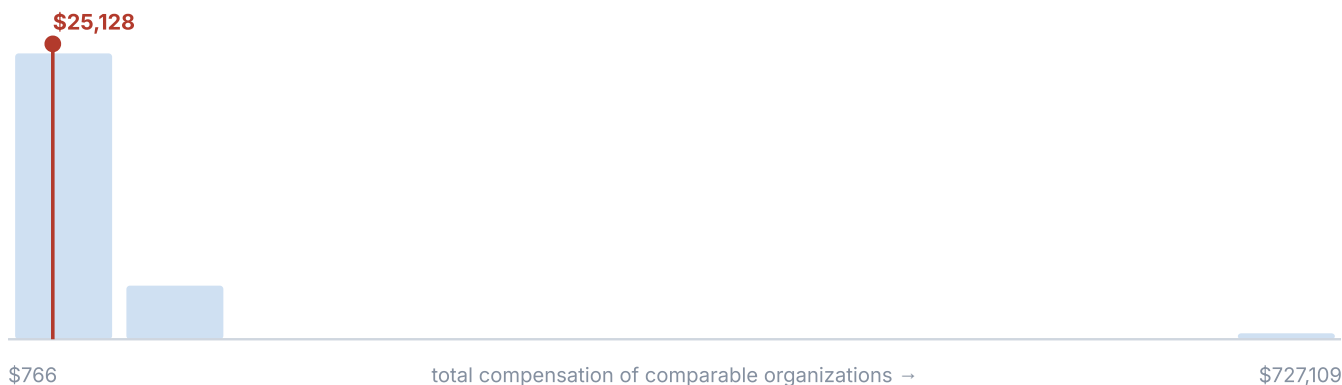 $25,128
$766
total compensation of comparable organizations →
$727,109